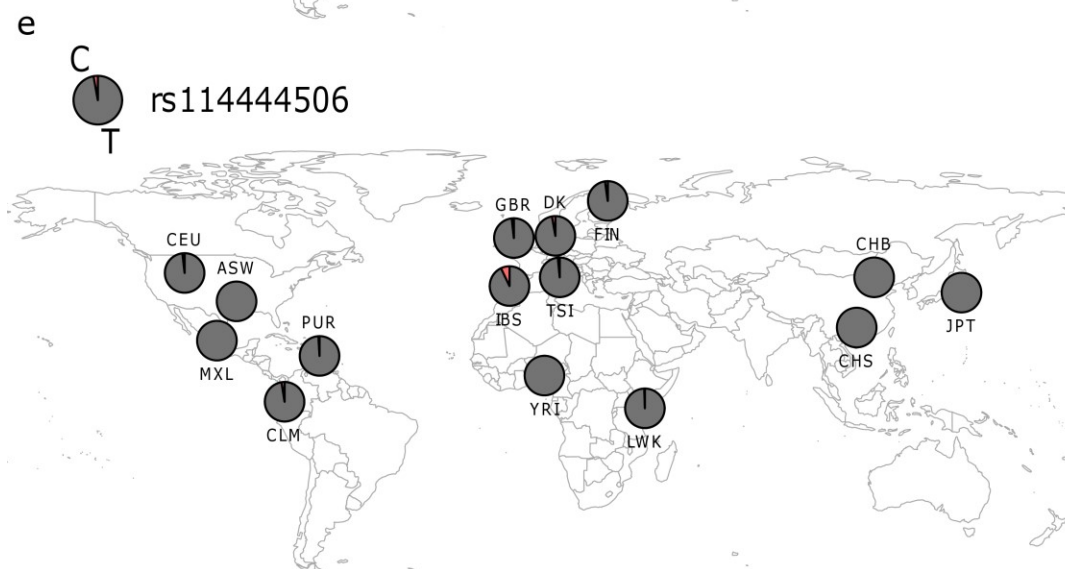 e
C
rs114444506
T
GBR DK
FIN
CEU
ASW
CHB
IBS
TSI
JPT
PUR
MXL
CHS
YRI
CLM
LWK